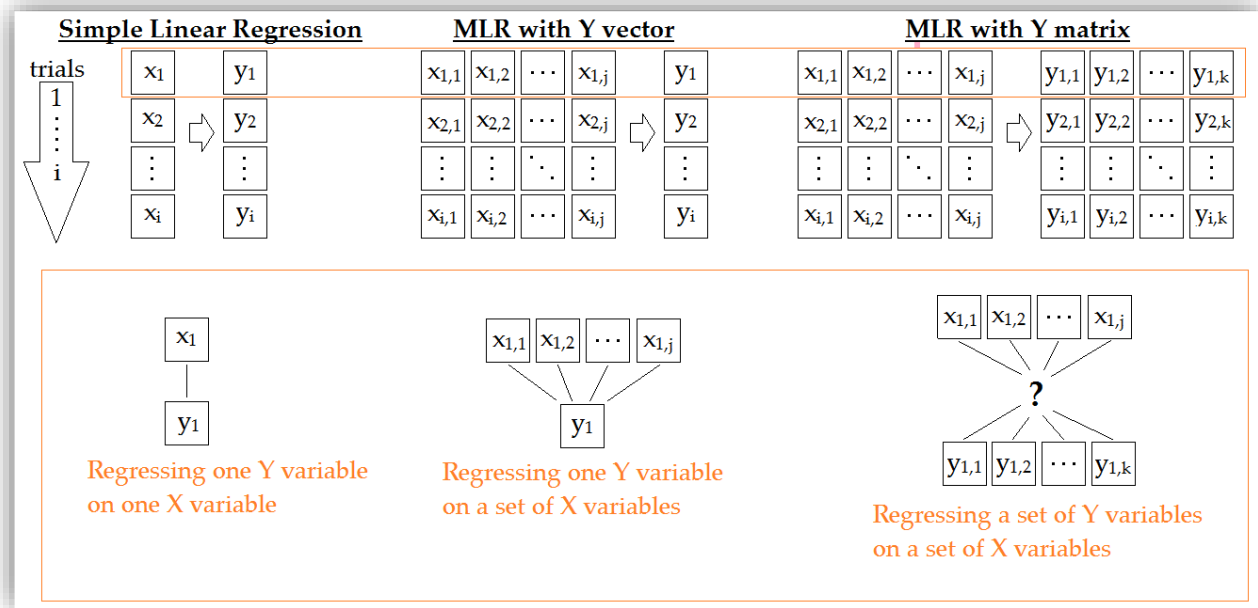 Simple Linear Regression
MLR with Y vector
MLR with Y matrix
trials
1
⋮
i
x1 y1
x2 y2
⋮ ⋮
xi yi
x1,1 x1,2 ⋯ x1,j y1
x2,1 x2,2 ⋯ x2,j y2
⋮ ⋮ ⋱ ⋮ ⋮
xi,1 xi,2 ⋯ xi,j yi
x1,1 x1,2 ⋯ x1,j y1,1 y1,2 ⋯ y1,k
x2,1 x2,2 ⋯ x2,j y2,1 y2,2 ⋯ y2,k
⋮ ⋮ ⋱ ⋮ ⋮ ⋮ ⋱ ⋮
xi,1 xi,2 ⋯ xi,j yi,1 yi,2 ⋯ yi,k
x1
y1
Regressing one Y variable
on one X variable
x1,1 x1,2 ⋯ x1,j
y1
Regressing one Y variable
on a set of X variables
x1,1 x1,2 ⋯ x1,j
?
y1,1 y1,2 ⋯ y1,k
Regressing a set of Y variables
on a set of X variables